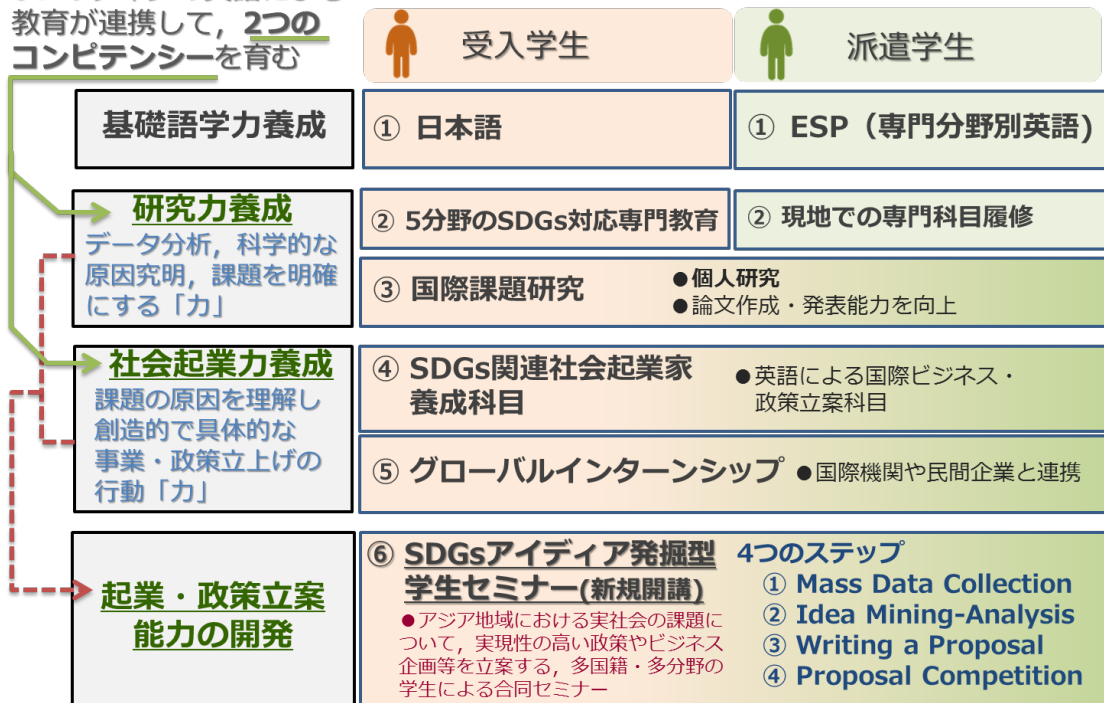 教育が連携して，2つの
コンピテンシーを育む
受入学生
派遣学生
基礎語学力養成
① 日本語
① ESP（専門分野別英語)
研究力養成
データ分析，科学的な
原因究明，課題を明確
にする「力」
② 5分野のSDGs対応専門教育
② 現地での専門科目履修
③ 国際課題研究
●個人研究
●論文作成・発表能力を向上
社会起業力養成
課題の原因を理解し
創造的で具体的な
事業・政策立上げの
行動「力」
④ SDGs関連社会起業家
養成科目
●英語による国際ビジネス・
政策立案科目
⑤ グローバルインターンシップ
●国際機関や民間企業と連携
起業・政策立案
能力の開発
⑥ SDGsアイディア発掘型
学生セミナー(新規開講)
●アジア地域における実社会の課題に
ついて，実現性の高い政策やビジネス
企画等を立案する，多国籍・多分野の
学生による合同セミナー
4つのステップ
① Mass Data Collection
② Idea Mining-Analysis
③ Writing a Proposal
④ Proposal Competition